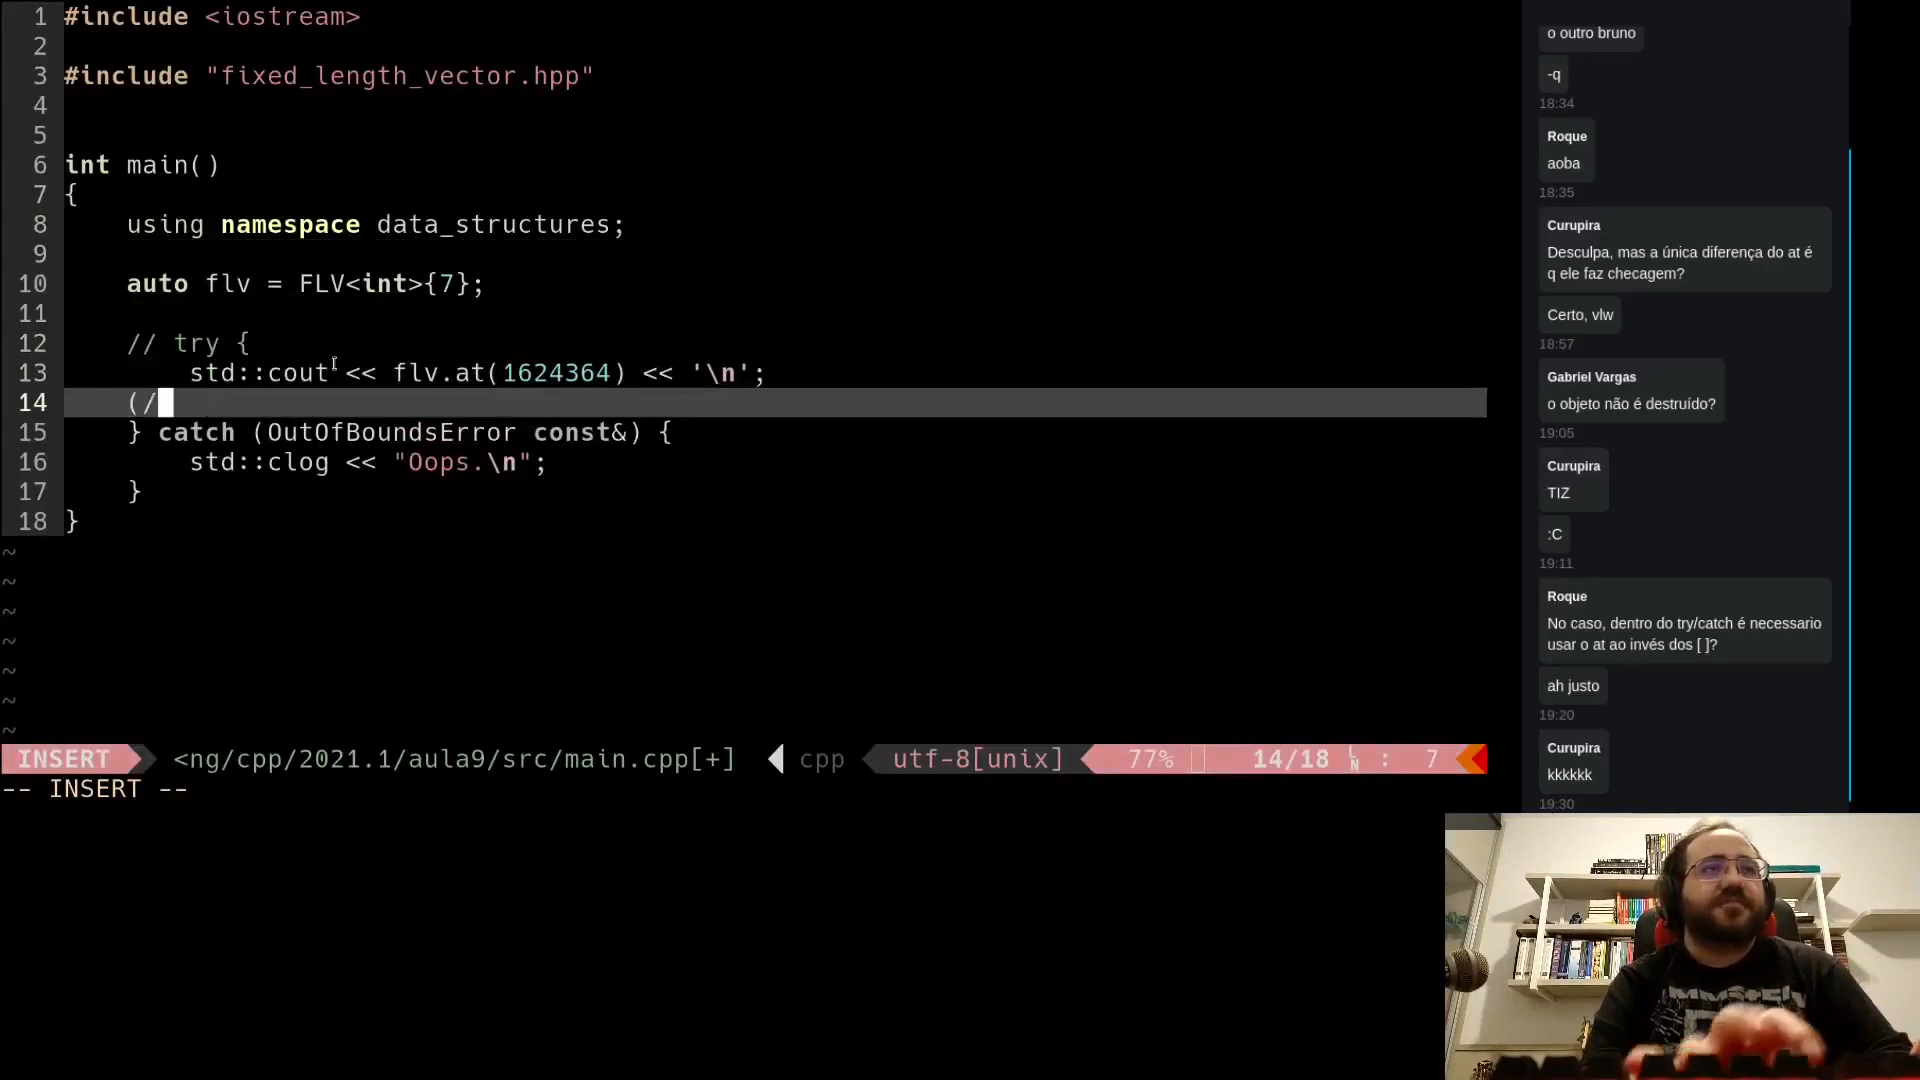 1 #include <iostream>
2
3 #include "fixed_length_vector.hpp"
4
5
6 int main()
7 {
8     using namespace data_structures;
9
10     auto flv = FLV<int>{7};
11
12     // try {
13         std::cout << flv.at(1624364) << '\n';
14     (/
15     } catch (OutOfBoundsError const&) {
16         std::clog << "Oops.\n";
17     }
18 }
~
~
~
~
~
~
~
INSERT <ng/cpp/2021.1/aula9/src/main.cpp[+] cpp utf-8[unix] 77% 14/18 LN : 7
-- INSERT --
o outro bruno
-q
18:34
Roque
aoba
18:35
Curupira
Desculpa, mas a única diferença do at é
q ele faz checagem?
Certo, vlw
18:57
Gabriel Vargas
o objeto não é destruído?
19:05
Curupira
TIZ
:C
19:11
Roque
No caso, dentro do try/catch é necessario
usar o at ao invés dos [ ]?
ah justo
19:20
Curupira
kkkkkk
19:30